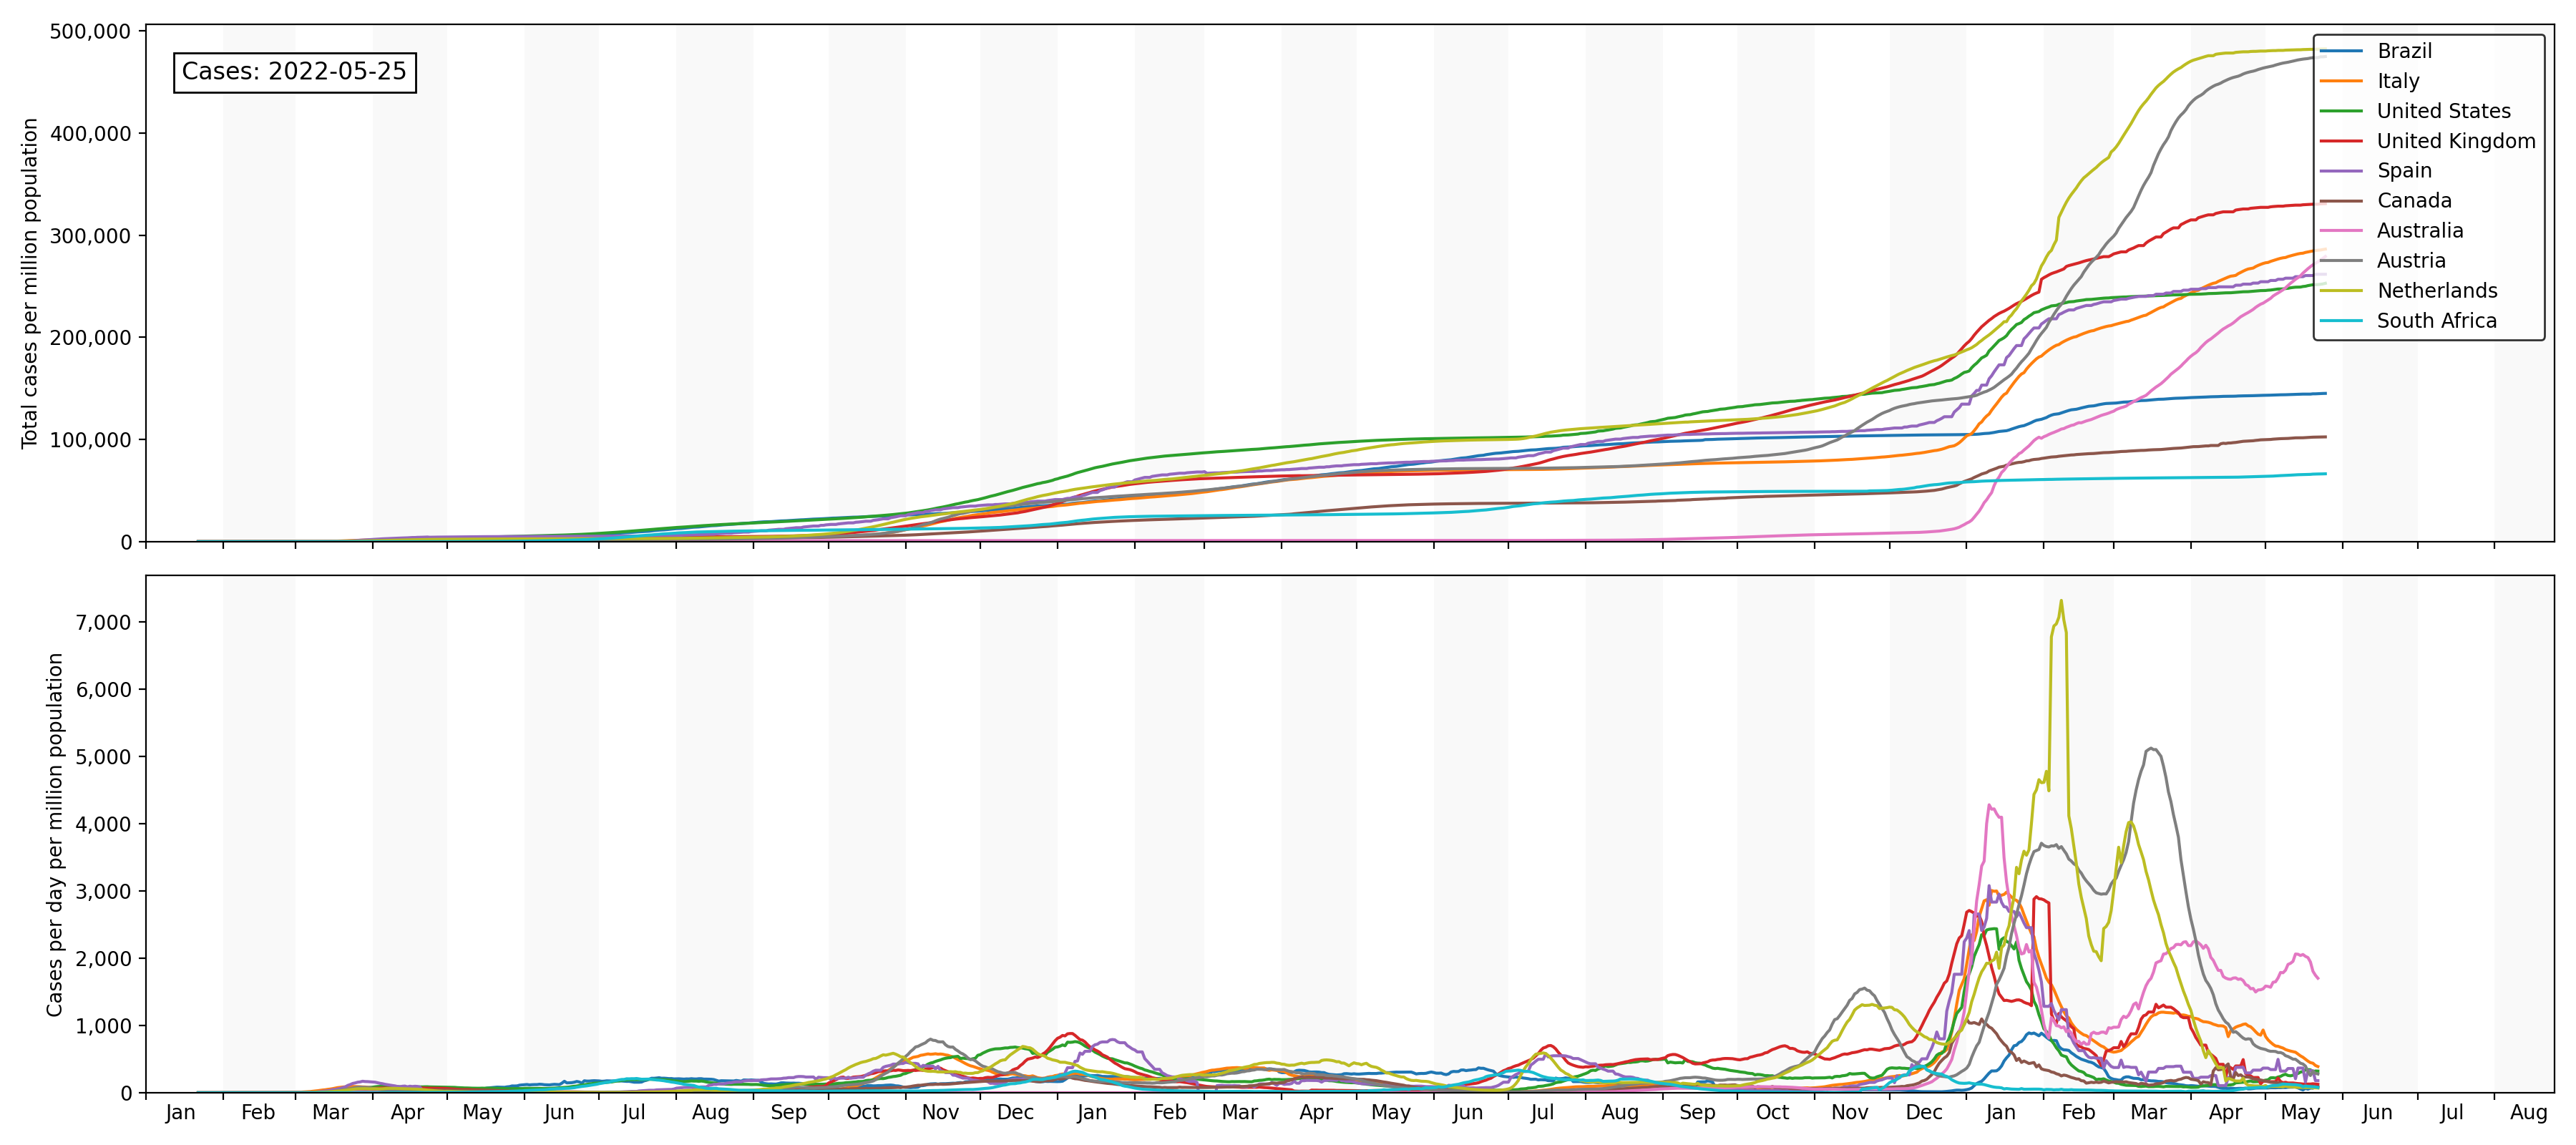 500,000
400,000
300,000
200,000
100,000
0
Total cases per million population
Cases: 2022-05-25
Brazil
Italy
United States
United Kingdom
Spain
Canada
Australia
Austria
Netherlands
South Africa
7,000
6,000
5,000
4,000
3,000
2,000
1,000
0
Cases per day per million population
Jan Feb Mar Apr May Jun Jul Aug Sep Oct Nov Dec Jan Feb Mar Apr May Jun Jul Aug Sep Oct Nov Dec Jan Feb Mar Apr May Jun Jul Aug